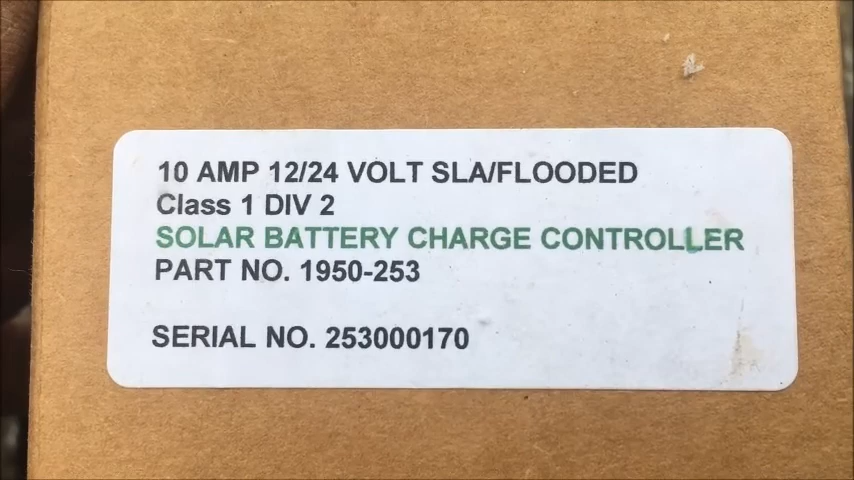 10 AMP 12/24 VOLT SLA/FLOODED
Class 1 DIV 2
SOLAR BATTERY CHARGE CONTROLLER
PART NO. 1950-253
SERIAL NO. 253000170